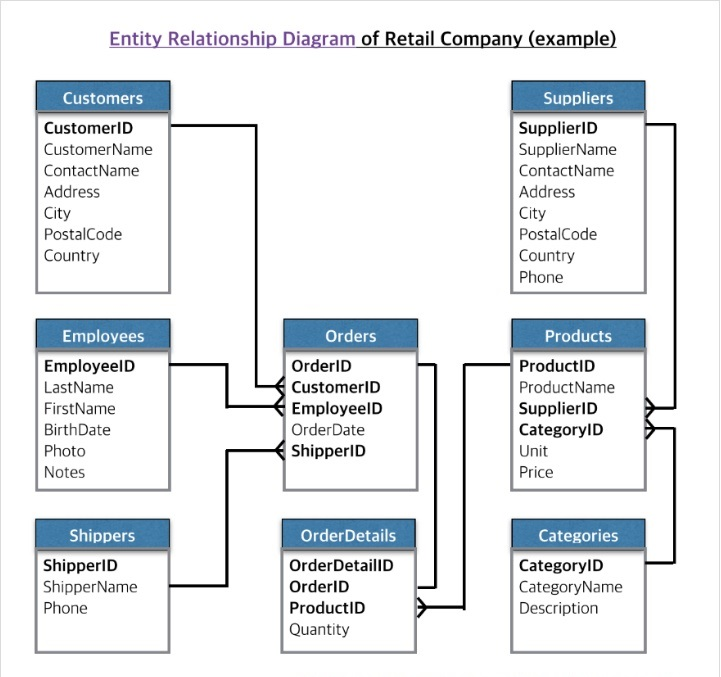 Entity Relationship Diagram of Retail Company (example)
Customers
CustomerID
CustomerName
ContactName
Address
City
PostalCode
Country
Suppliers
SupplierID
SupplierName
ContactName
Address
City
PostalCode
Country
Phone
Employees
EmployeeID
LastName
FirstName
BirthDate
Photo
Notes
Orders
OrderID
CustomerID
EmployeeID
OrderDate
ShipperID
Products
ProductID
ProductName
SupplierID
CategoryID
Unit
Price
Shippers
ShipperID
ShipperName
Phone
OrderDetails
OrderDetailID
OrderID
ProductID
Quantity
Categories
CategoryID
CategoryName
Description